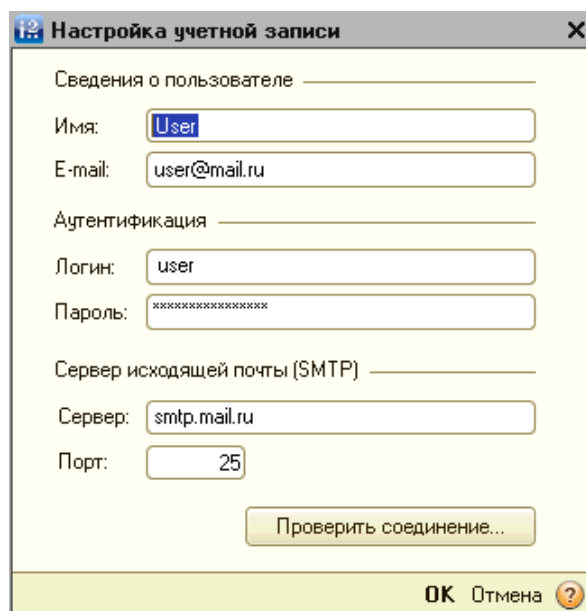 Настройка учетной записи
Сведения о пользователе
Имя: User
E-mail: user@mail.ru
Аутентификация
Логин: user
Пароль: ****************
Сервер исходящей почты (SMTP)
Сервер: smtp.mail.ru
Порт: 25
Проверить соединение...
OK Отмена ?